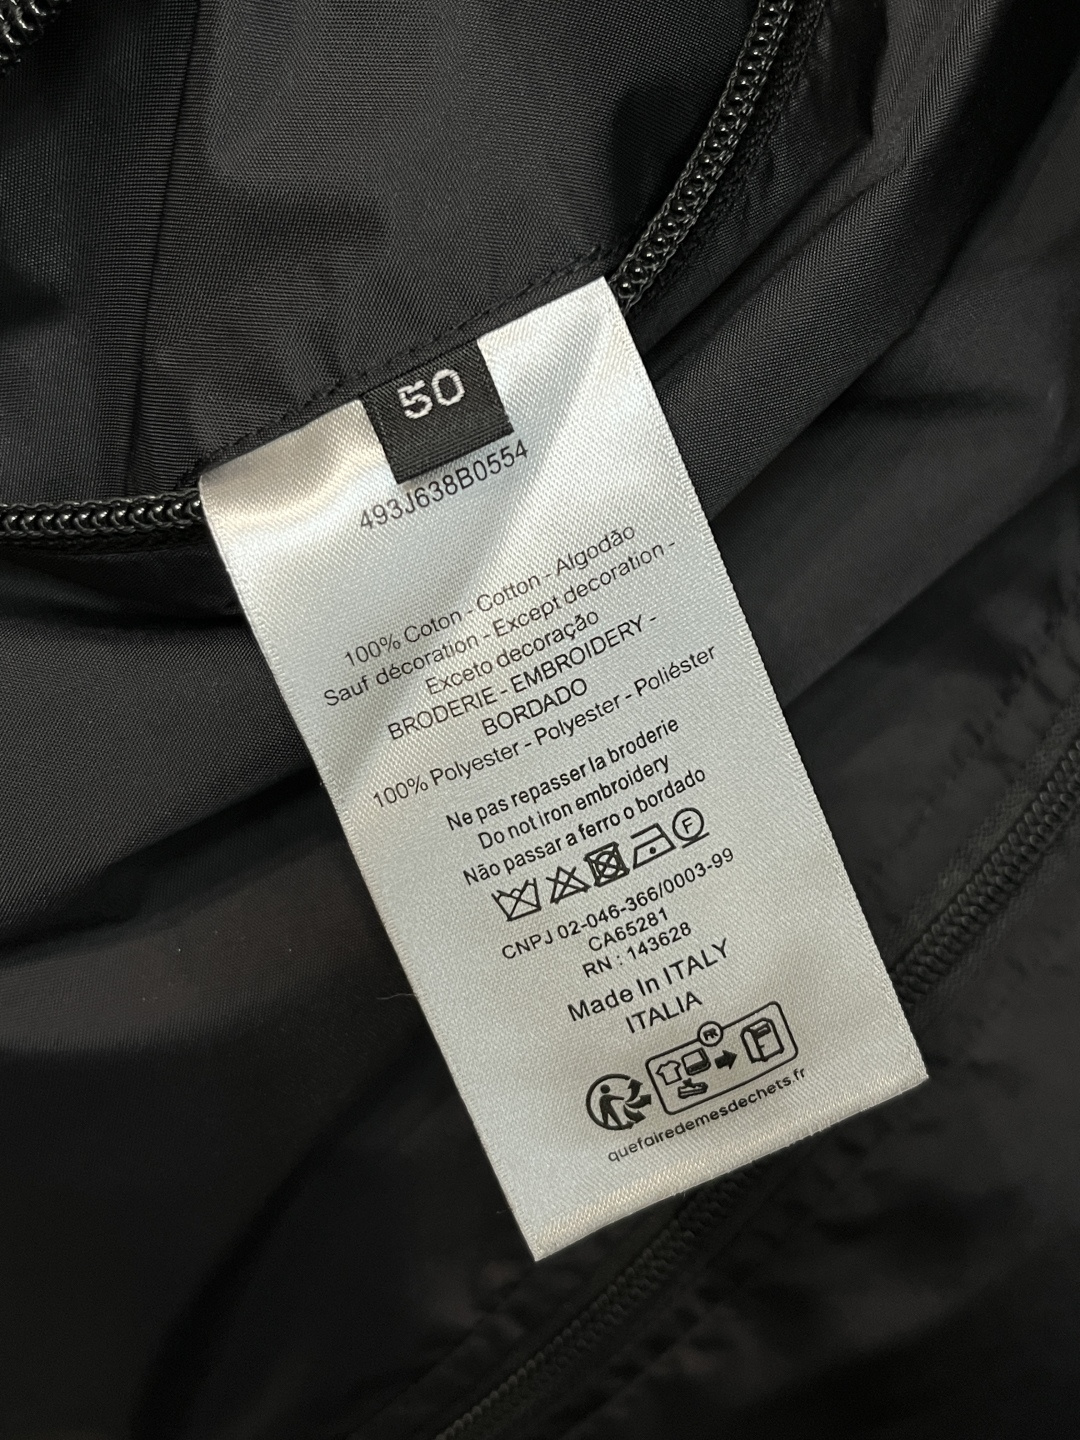 50
493J638B0554
100% Coton - Cotton - Algodão
Sauf décoration - Except decoration -
Exceto decoração
BRODERIE - EMBROIDERY -
BORDADO
100% Polyester - Polyester - Poliéster
Ne pas repasser la broderie
Do not iron embroidery
Não passar a ferro o bordado
F
CNPJ 02-046-366/0003-99
CA65281
RN : 143628
Made In ITALY
ITALIA
FR
quefairedemesdechets.fr